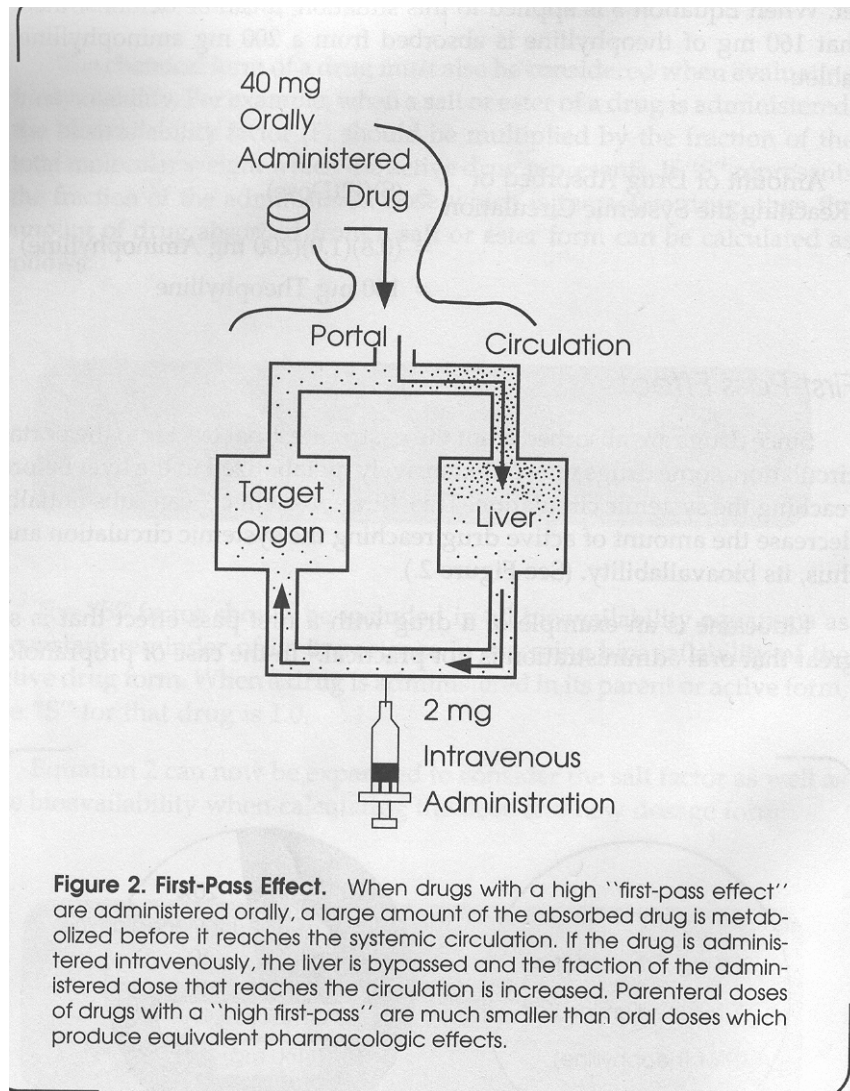 40 mg
Orally
Administered
Drug
Portal
Circulation
Target
Organ
Liver
2 mg
Intravenous
Administration
Figure 2. First-Pass Effect. When drugs with a high ``first-pass effect''
are administered orally, a large amount of the absorbed drug is metab-
olized before it reaches the systemic circulation. If the drug is adminis-
tered intravenously, the liver is bypassed and the fraction of the admin-
istered dose that reaches the circulation is increased. Parenteral doses
of drugs with a ``high first-pass'' are much smaller than oral doses which
produce equivalent pharmacologic effects.